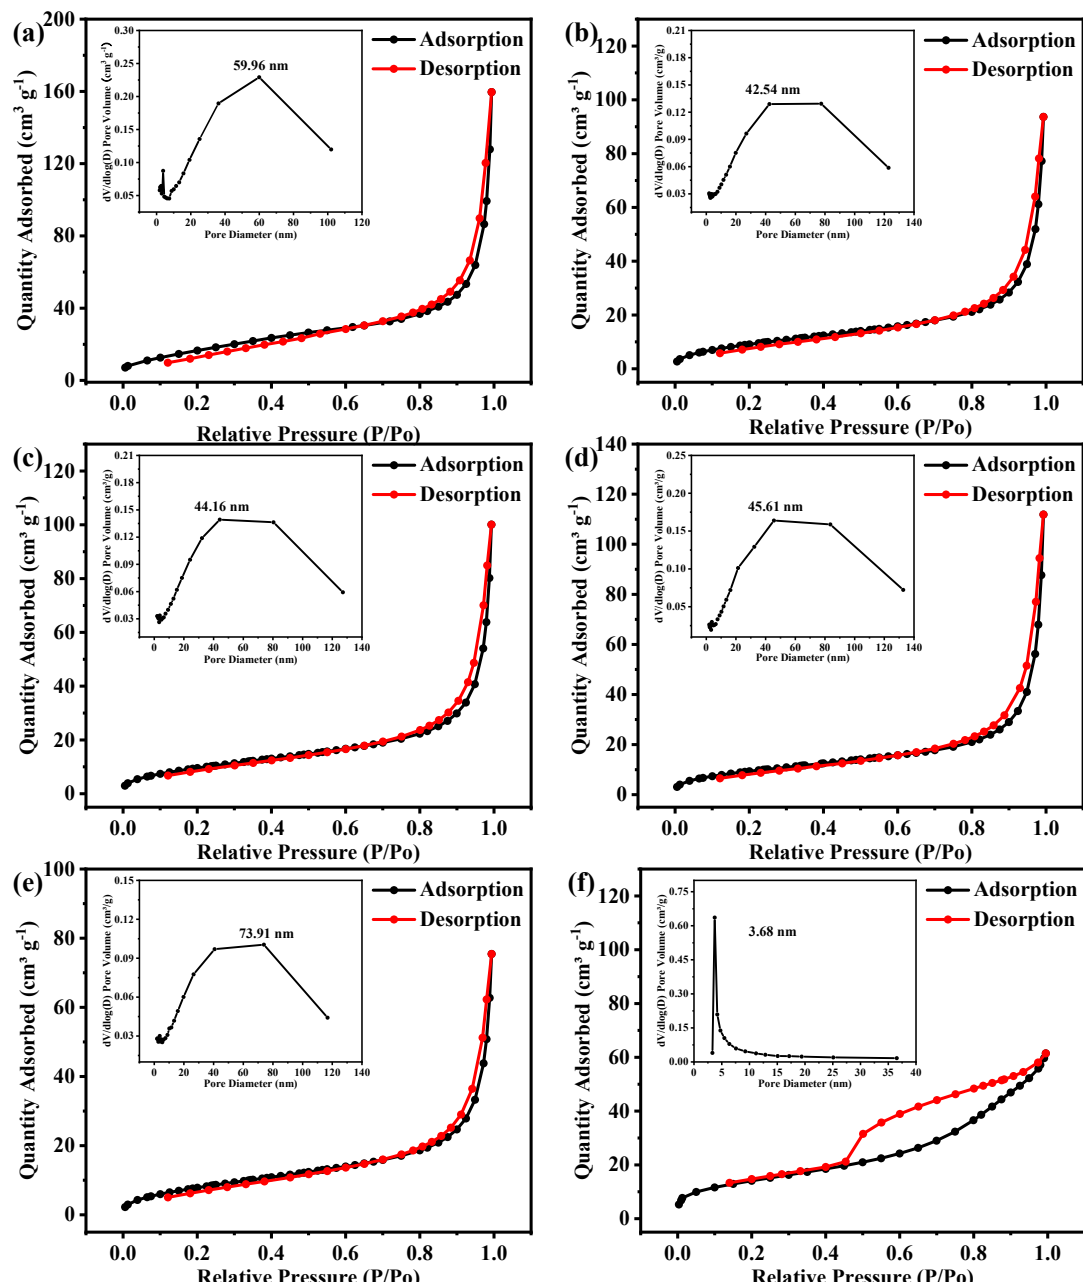 (a)
200
160
120
80
40
0
0.0 0.2 0.4 0.6 0.8 1.0
Quantity Adsorbed (cm³ g⁻¹)
Relative Pressure (P/Po)
Adsorption
Desorption
0.30
0.25
0.20
0.15
0.10
0.05
0 20 40 60 80 100 120
dV/dlog(D) Pore Volume (cm³ g⁻¹)
Pore Diameter (nm)
59.96 nm
(b)
120
100
80
60
40
20
0
0.0 0.2 0.4 0.6 0.8 1.0
Quantity Adsorbed (cm³ g⁻¹)
Relative Pressure (P/Po)
Adsorption
Desorption
0.21
0.18
0.15
0.12
0.09
0.06
0.03
0 20 40 60 80 100 120 140
dV/dlog(D) Pore Volume (cm³/g)
Pore Diameter (nm)
42.54 nm
(c)
120
100
80
60
40
20
0
0.0 0.2 0.4 0.6 0.8 1.0
Quantity Adsorbed (cm³ g⁻¹)
Relative Pressure (P/Po)
Adsorption
Desorption
0.21
0.18
0.15
0.12
0.09
0.06
0.03
0 20 40 60 80 100 120 140
dV/dlog(D) Pore Volume (cm³/g)
Pore Diameter (nm)
44.16 nm
(d)
140
120
100
80
60
40
20
0
0.0 0.2 0.4 0.6 0.8 1.0
Quantity Adsorbed (cm³ g⁻¹)
Relative Pressure (P/Po)
Adsorption
Desorption
0.25
0.20
0.15
0.10
0.05
0 20 40 60 80 100 120 140
dV/dlog(D) Pore Volume (cm³/g)
Pore Diameter (nm)
45.61 nm
(e)
100
80
60
40
20
0
0.0 0.2 0.4 0.6 0.8 1.0
Quantity Adsorbed (cm³ g⁻¹)
Relative Pressure (P/Po)
Adsorption
Desorption
0.15
0.12
0.09
0.06
0.03
0 20 40 60 80 100 120 140
dV/dlog(D) Pore Volume (cm³/g)
Pore Diameter (nm)
73.91 nm
(f)
120
100
80
60
40
20
0
0.0 0.2 0.4 0.6 0.8 1.0
Quantity Adsorbed (cm³ g⁻¹)
Relative Pressure (P/Po)
Adsorption
Desorption
0.75
0.60
0.45
0.30
0.15
0.00
0 5 10 15 20 25 30 35 40
dV/dlog(D) Pore Volume (cm³/g)
Pore Diameter (nm)
3.68 nm